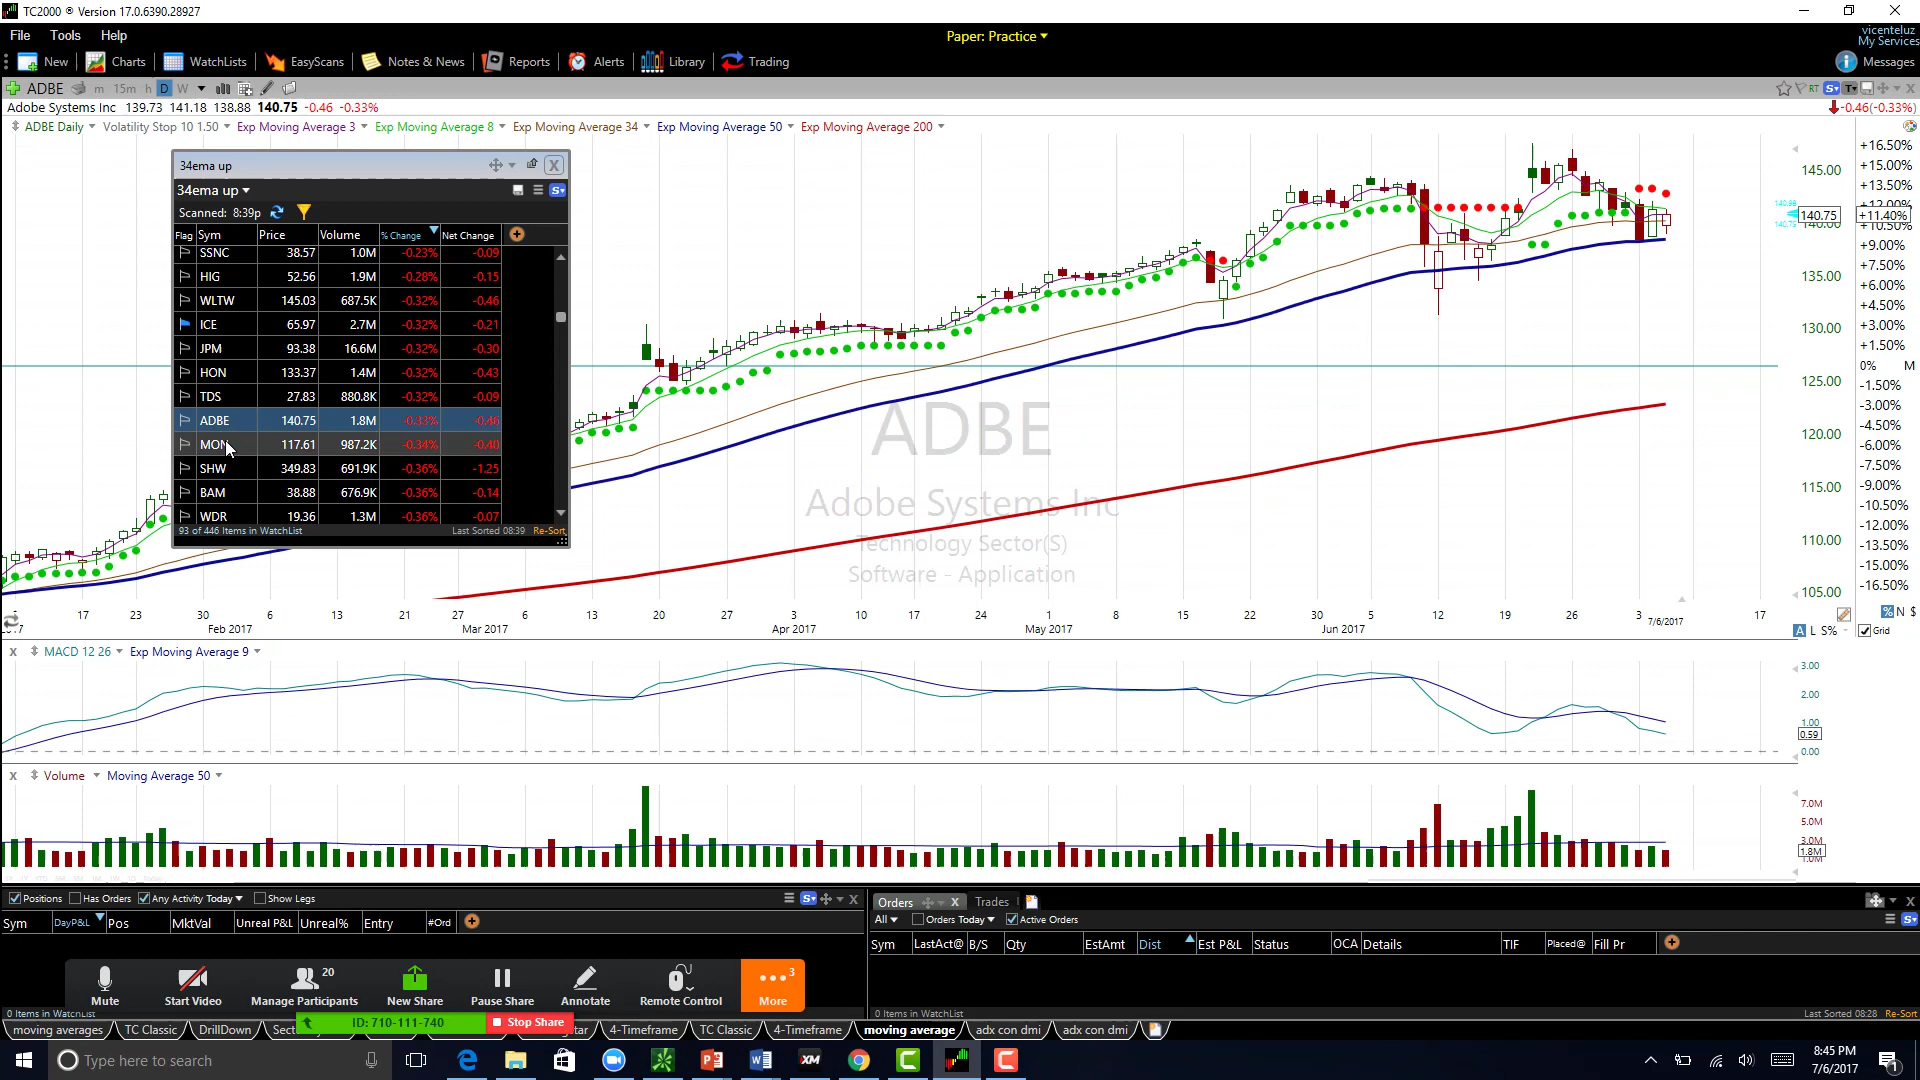 TC2000 ® Version 17.0.6390.28927
File Tools Help
Paper: Practice
vicenteluz
My Services
New Charts WatchLists EasyScans Notes & News Reports Alerts Library Trading
Messages
ADBE m 15m h D W
RT S T
Adobe Systems Inc 139.73 141.18 138.88 140.75 -0.46 -0.33%
-0.46(-0.33%)
ADBE Daily Volatility Stop 10 1.50 Exp Moving Average 3 Exp Moving Average 8 Exp Moving Average 34 Exp Moving Average 50 Exp Moving Average 200
34ema up
X
34ema up
S
Scanned: 8:39p
Flag Sym Price Volume % Change Net Change
SSNC 38.57 1.0M -0.23% -0.09
HIG 52.56 1.9M -0.28% -0.15
WLTW 145.03 687.5K -0.32% -0.46
ICE 65.97 2.7M -0.32% -0.21
JPM 93.38 16.6M -0.32% -0.30
HON 133.37 1.4M -0.32% -0.43
TDS 27.83 880.8K -0.32% -0.09
ADBE 140.75 1.8M -0.33% -0.46
MON 117.61 987.2K -0.34% -0.40
SHW 349.83 691.9K -0.36% -1.25
BAM 38.88 676.9K -0.36% -0.14
WDR 19.36 1.3M -0.36% -0.07
93 of 446 Items in WatchList Last Sorted 08:39 Re-Sort
ADBE
Adobe Systems Inc
Technology Sector(S)
Software - Application
145.00
140.75
140.00
135.00
130.00
125.00
120.00
115.00
110.00
105.00
+16.50%
+15.00%
+13.50%
+12.00%
+11.40%
+10.50%
+9.00%
+7.50%
+6.00%
+4.50%
+3.00%
+1.50%
0% M
-1.50%
-3.00%
-4.50%
-6.00%
-7.50%
-9.00%
-10.50%
-12.00%
-13.50%
-15.00%
-16.50%
% N $
17 23 30 6 13 21 27 6 13 20 27 3 10 17 24 1 8 15 22 30 5 12 19 26 3 7/6/2017 17
Feb 2017 Mar 2017 Apr 2017 May 2017 Jun 2017
A L S% Grid
X MACD 12 26 Exp Moving Average 9
3.00
2.00
1.00
0.59
0.00
X Volume Moving Average 50
7.0M
5.0M
3.0M
1.8M
1.0M
Positions Has Orders Any Activity Today Show Legs
S X
Sym DayP&L Pos MktVal Unreal P&L Unreal% Entry #Ord
Orders X Trades
All Orders Today Active Orders
Sym LastAct@ B/S Qty EstAmt Dist Est P&L Status OCA Details TIF Placed@ Fill Pr
20
3
Mute Start Video Manage Participants New Share Pause Share Annotate Remote Control More
0 Items in WatchList
0 Items in WatchList Last Sorted 08:28 Re-Sort
ID: 710-111-740 Stop Share
moving averages TC Classic DrillDown 4-Timeframe TC Classic 4-Timeframe moving average adx con dmi adx con dmi
Type here to search
XM
8:45 PM
7/6/2017
1